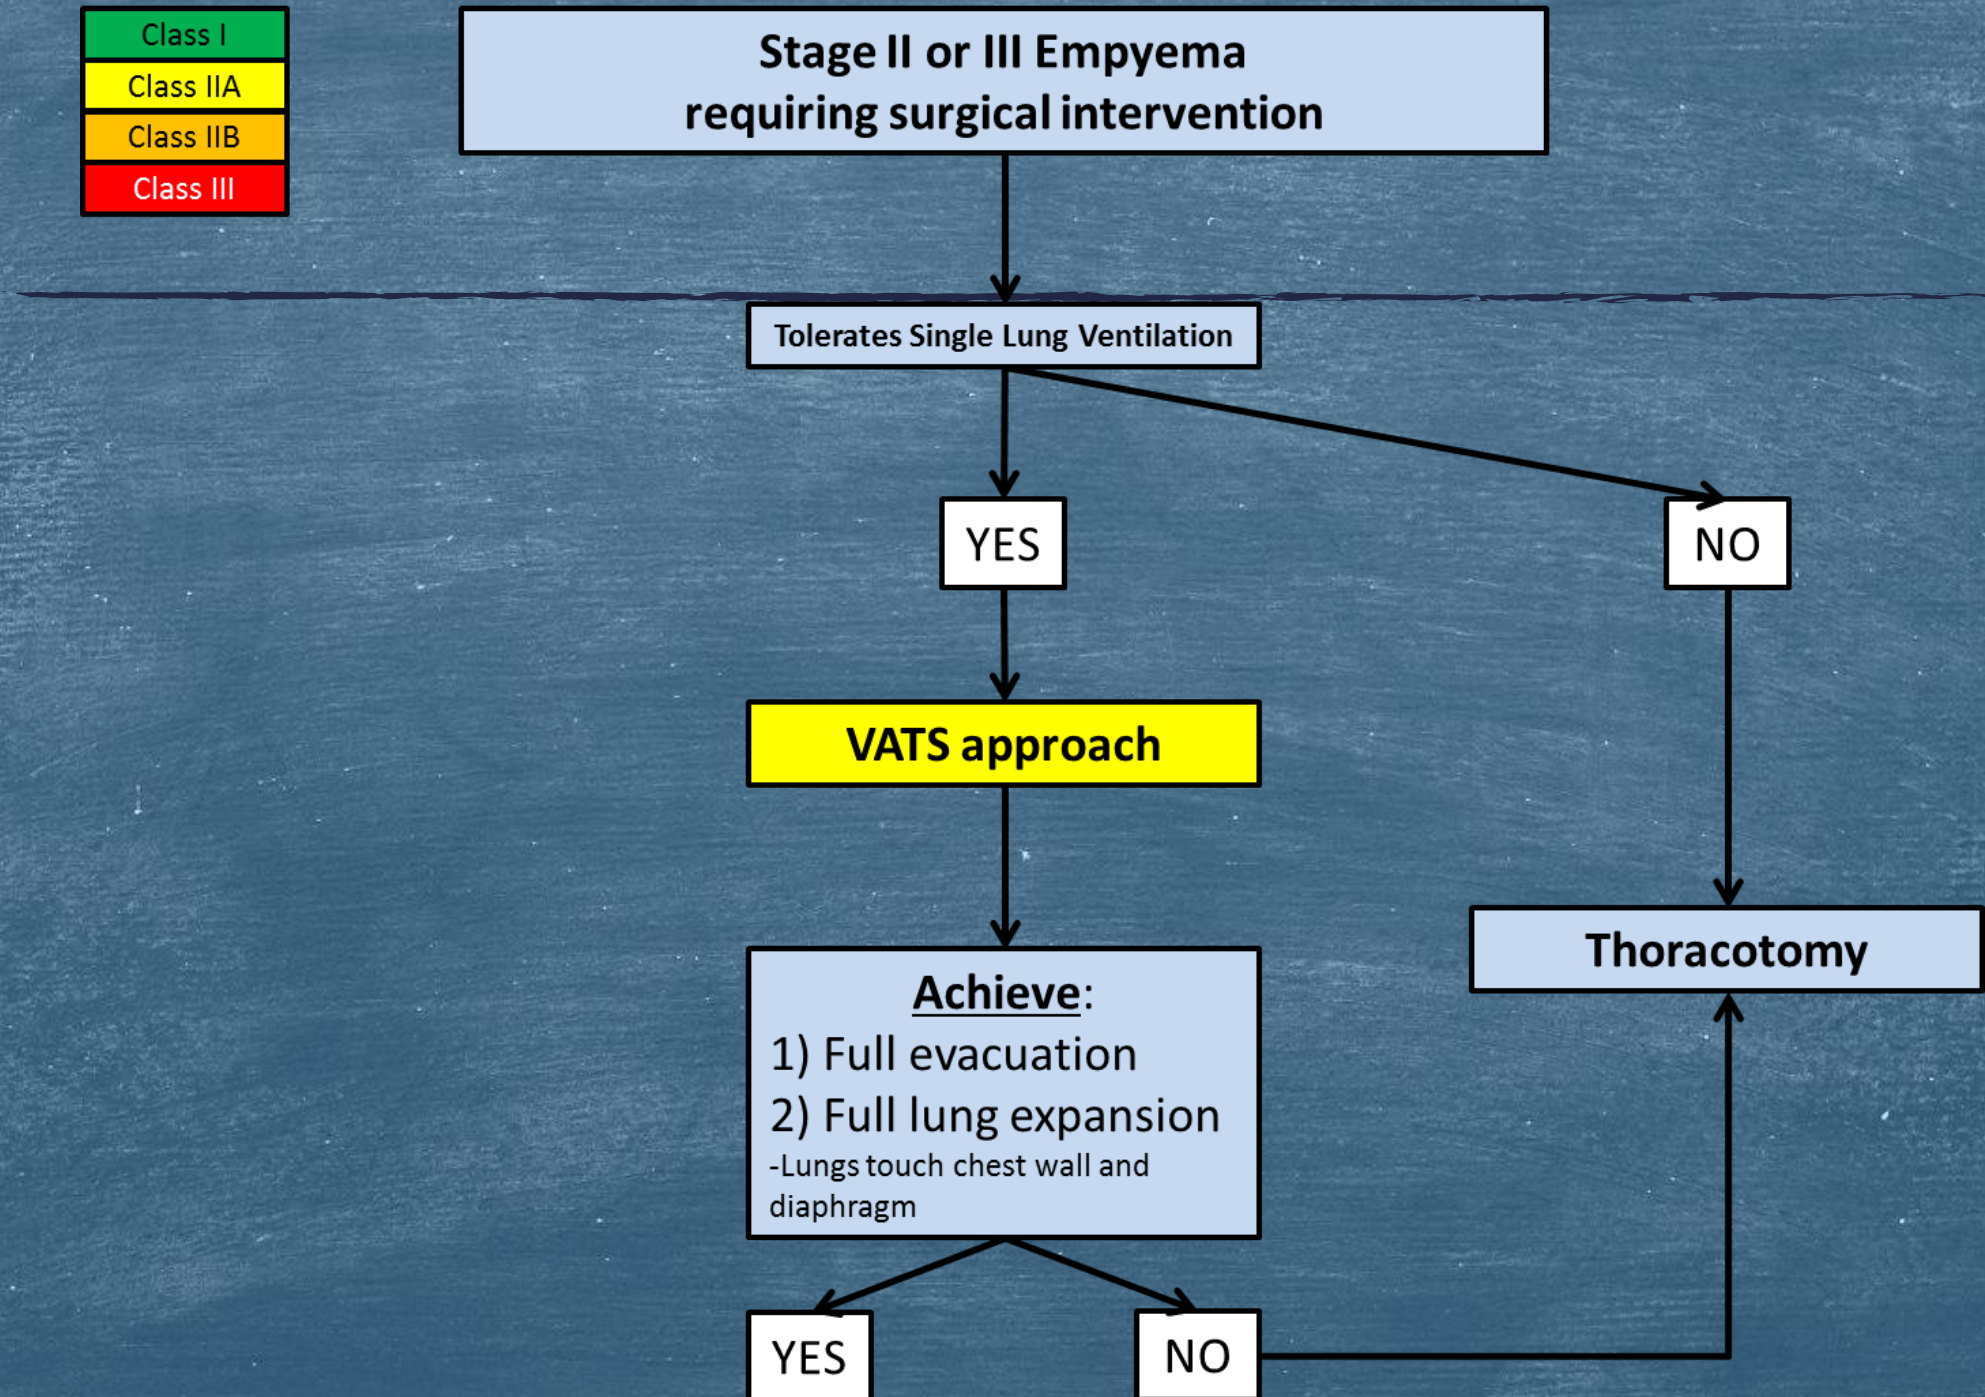 Class I
Class IIA
Class IIB
Class III
Stage II or III Empyema
requiring surgical intervention
Tolerates Single Lung Ventilation
YES
NO
VATS approach
Thoracotomy
Achieve:
1) Full evacuation
2) Full lung expansion
-Lungs touch chest wall and
diaphragm
YES
NO